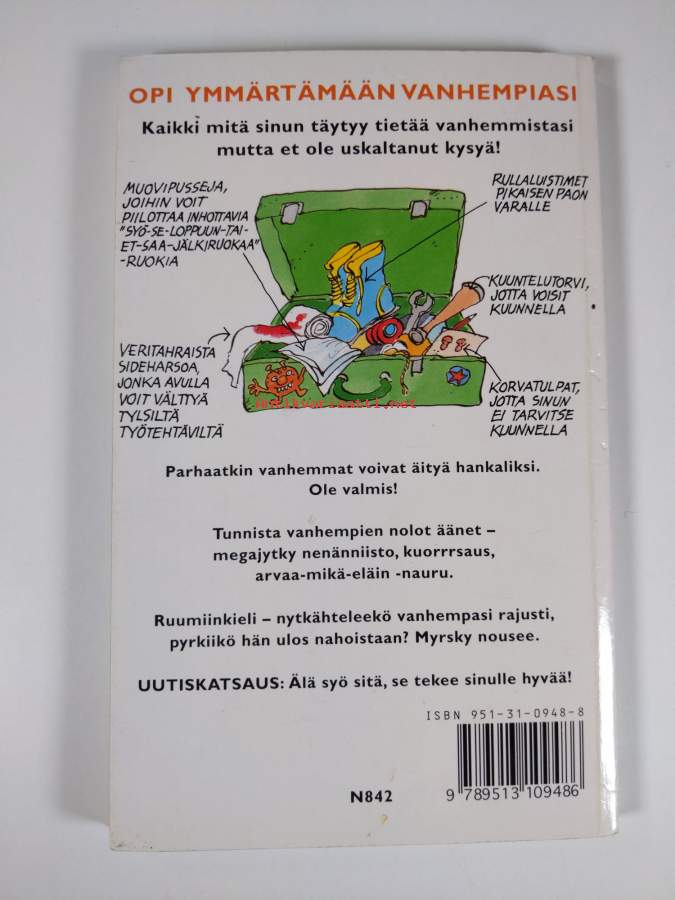 OPI YMMÄRTÄMÄÄN VANHEMPIASI
Kaikki mitä sinun täytyy tietää vanhemmistasi
mutta et ole uskaltanut kysyä!
MUOVIPUSSEJA,
JOIHIN VOIT
PIILOTTAA INHOTTAVIA
"SYÖ-SE-LOPPUUN-TAI-
ET-SAA-JÄLKIRUOKAA"
-RUOKIA
RULLALUISTIMET
PIKAISEN PAON
VARALLE
KUUNTELUTORVI,
JOTTA VOISIT
KUUNNELLA
VERITAHRAISTA
SIDEHARSOA,
JONKA AVULLA
VOIT VÄLTTYÄ
TYLSILTÄ
TYÖTEHTÄVILTÄ
KORVATULPAT,
JOTTA SINUN
EI TARVITSE
KUUNNELLA
antikvariaatti.net
Parhaatkin vanhemmat voivat äityä hankaliksi.
Ole valmis!
Tunnista vanhempien nolot äänet –
megajytky nenänniisto, kuorrrsaus,
arvaa-mikä-eläin -nauru.
Ruumiinkieli – nytkähteleekö vanhempasi rajusti,
pyrkiikö hän ulos nahoistaan? Myrsky nousee.
UUTISKATSAUS: Älä syö sitä, se tekee sinulle hyvää!
ISBN 951-31-0948-8
N842
9 789513 109486